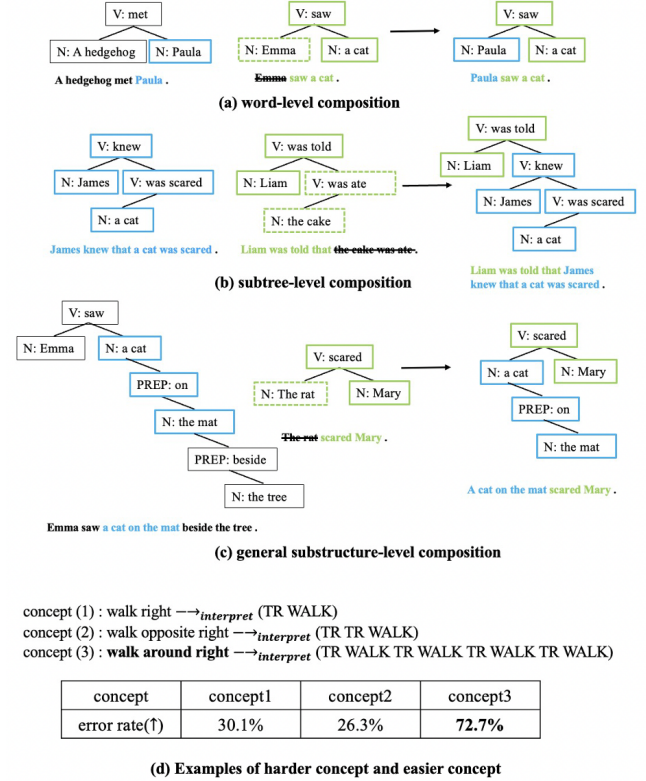 V: met
N: A hedgehog
N: Paula
A hedgehog met Paula .
V: saw
N: Emma
N: a cat
Emma saw a cat .
V: saw
N: Paula
N: a cat
Paula saw a cat .
(a) word-level composition
V: knew
N: James
V: was scared
N: a cat
James knew that a cat was scared .
V: was told
N: Liam
V: was ate
N: the cake
Liam was told that the cake was ate .
V: was told
N: Liam
V: knew
N: James
V: was scared
N: a cat
Liam was told that James
knew that a cat was scared .
(b) subtree-level composition
V: saw
N: Emma
N: a cat
PREP: on
N: the mat
PREP: beside
N: the tree
Emma saw a cat on the mat beside the tree .
V: scared
N: The rat
N: Mary
The rat scared Mary .
V: scared
N: a cat
N: Mary
PREP: on
N: the mat
A cat on the mat scared Mary .
(c) general substructure-level composition
concept (1) : walk right −→interpret (TR WALK)
concept (2) : walk opposite right −→interpret (TR TR WALK)
concept (3) : walk around right −→interpret (TR WALK TR WALK TR WALK TR WALK)
concept concept1 concept2 concept3
error rate(↑) 30.1% 26.3% 72.7%
(d) Examples of harder concept and easier concept